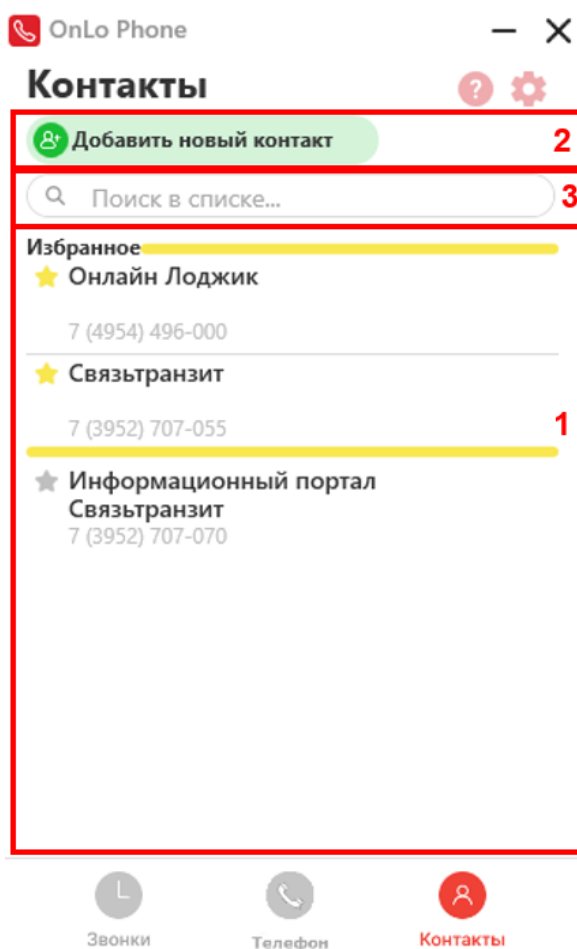 OnLo Phone
Контакты
?
Добавить новый контакт
2
Поиск в списке...
3
Избранное
Онлайн Лоджик
7 (4954) 496-000
Связьтранзит
7 (3952) 707-055
1
Информационный портал
Связьтранзит
7 (3952) 707-070
Звонки
Телефон
Контакты